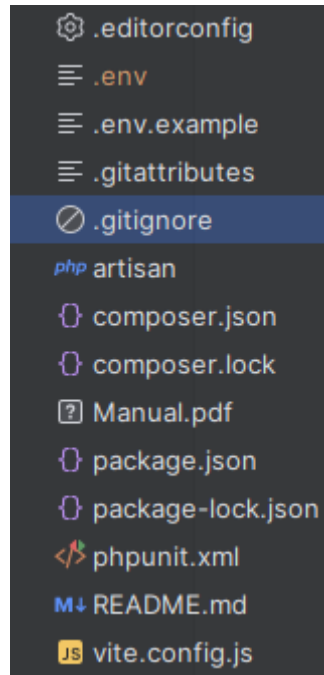 .editorconfig
.env
.env.example
.gitattributes
.gitignore
php artisan
{} composer.json
{} composer.lock
? Manual.pdf
{} package.json
{} package-lock.json
</> phpunit.xml
M↓ README.md
JS vite.config.js